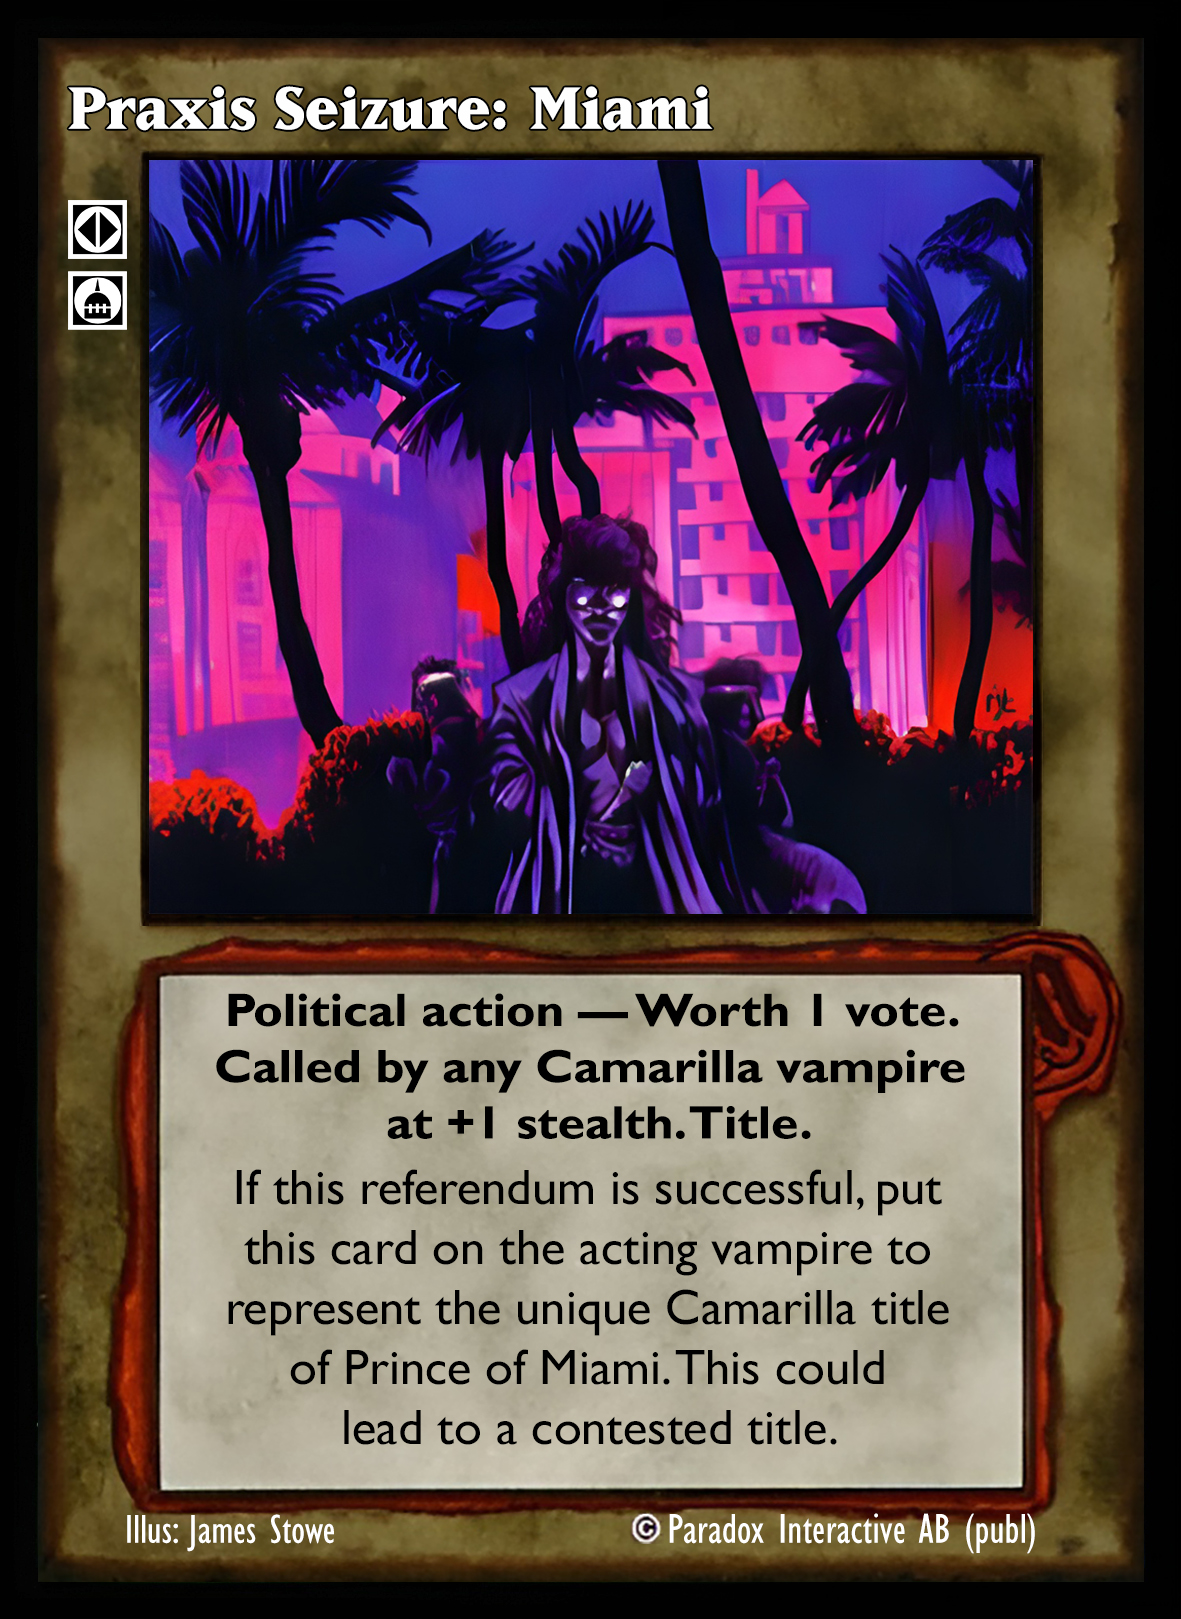 Praxis Seizure: Miami
Political action — Worth 1 vote.
Called by any Camarilla vampire
at +1 stealth. Title.
If this referendum is successful, put
this card on the acting vampire to
represent the unique Camarilla title
of Prince of Miami. This could
lead to a contested title.
Illus: James Stowe
© Paradox Interactive AB (publ)